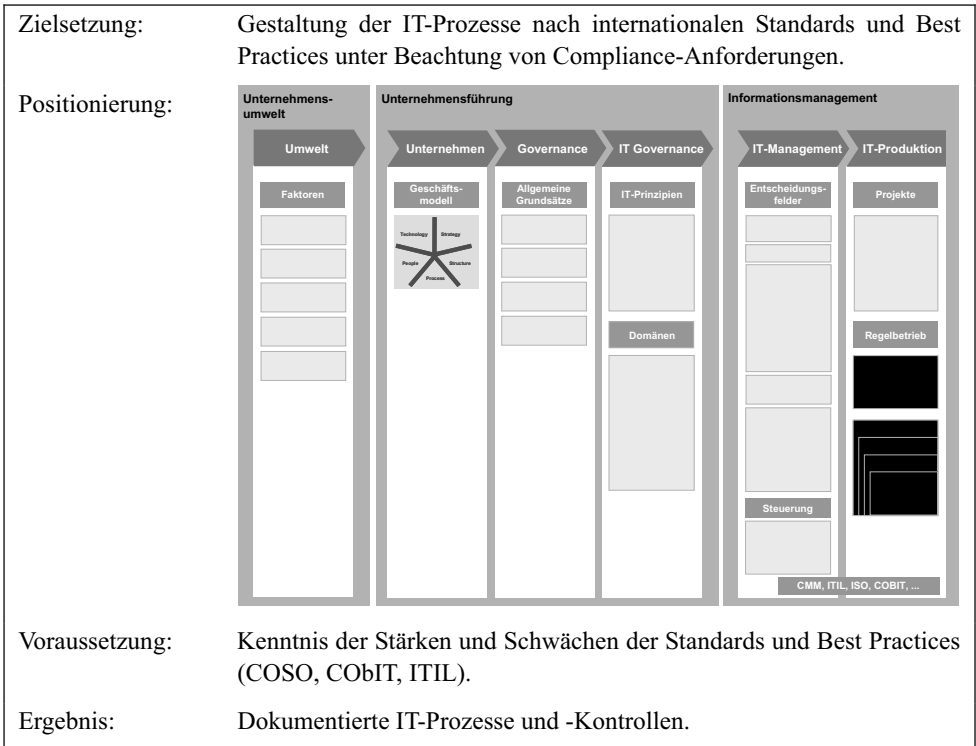 Zielsetzung: Gestaltung der IT-Prozesse nach internationalen Standards und Best
Practices unter Beachtung von Compliance-Anforderungen.
Positionierung:
Unternehmens-
umwelt
Unternehmensführung
Informationsmanagement
Umwelt
Unternehmen
Governance
IT Governance
IT-Management
IT-Produktion
Faktoren
Geschäfts-
modell
Allgemeine
Grundsätze
IT-Prinzipien
Entscheidungs-
felder
Projekte
Technology
Strategy
People
Structure
Process
Domänen
Regelbetrieb
Steuerung
CMM, ITIL, ISO, COBIT, ...
Voraussetzung: Kenntnis der Stärken und Schwächen der Standards und Best Practices
(COSO, CObIT, ITIL).
Ergebnis: Dokumentierte IT-Prozesse und -Kontrollen.